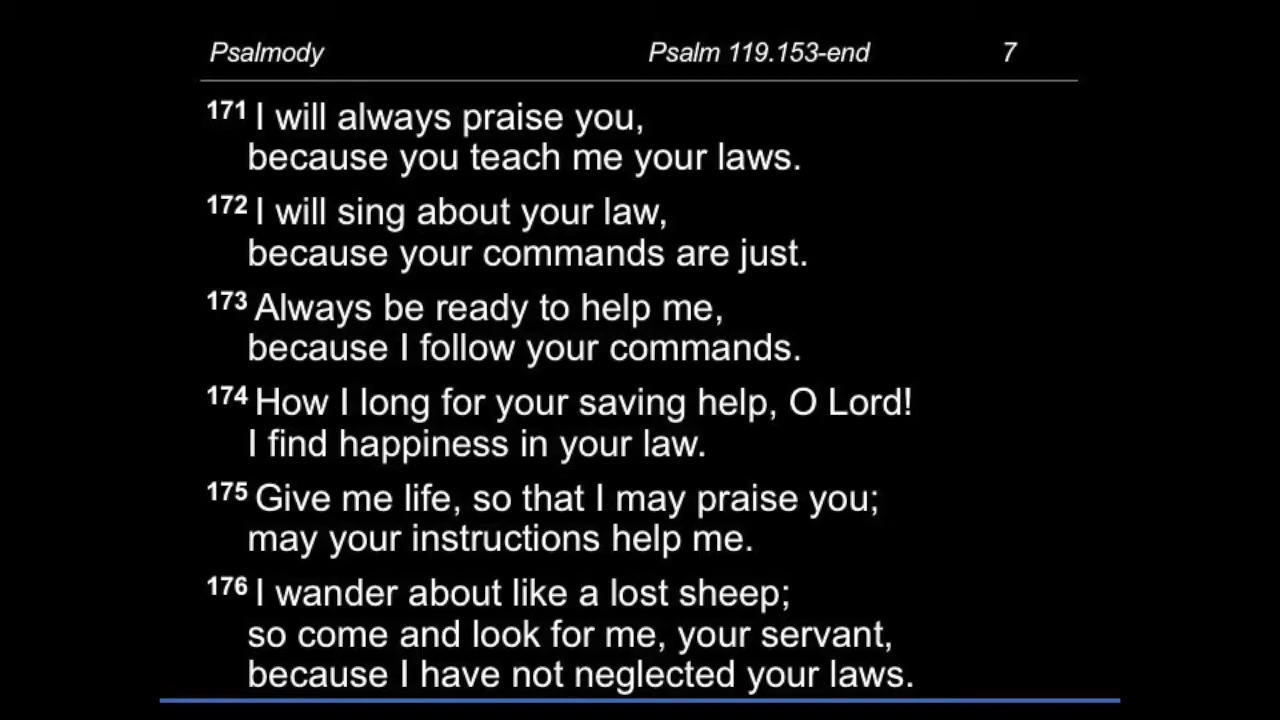 Psalmody Psalm 119.153-end 7
171 I will always praise you,
because you teach me your laws.
172 I will sing about your law,
because your commands are just.
173 Always be ready to help me,
because I follow your commands.
174 How I long for your saving help, O Lord!
I find happiness in your law.
175 Give me life, so that I may praise you;
may your instructions help me.
176 I wander about like a lost sheep;
so come and look for me, your servant,
because I have not neglected your laws.